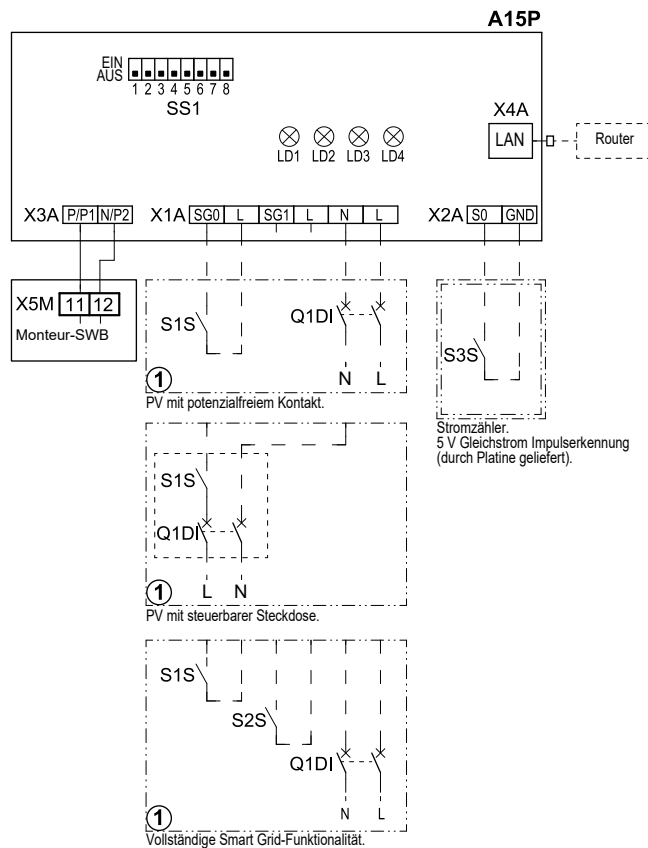 A15P
EIN
AUS
1 2 3 4 5 6 7 8
SS1
LD1 LD2 LD3 LD4
X4A
LAN
Router
X3A P/P1 N/P2
X1A SG0 L SG1 L N L
X2A S0 GND
X5M 11 12
Monteur-SWB
S1S
Q1DI
N L
1
PV mit potenzialfreiem Kontakt.
S3S
Stromzähler.
5 V Gleichstrom Impulserkennung
(durch Platine geliefert).
S1S
Q1DI
L N
1
PV mit steuerbarer Steckdose.
S1S
S2S
Q1DI
N L
1
Vollständige Smart Grid-Funktionalität.